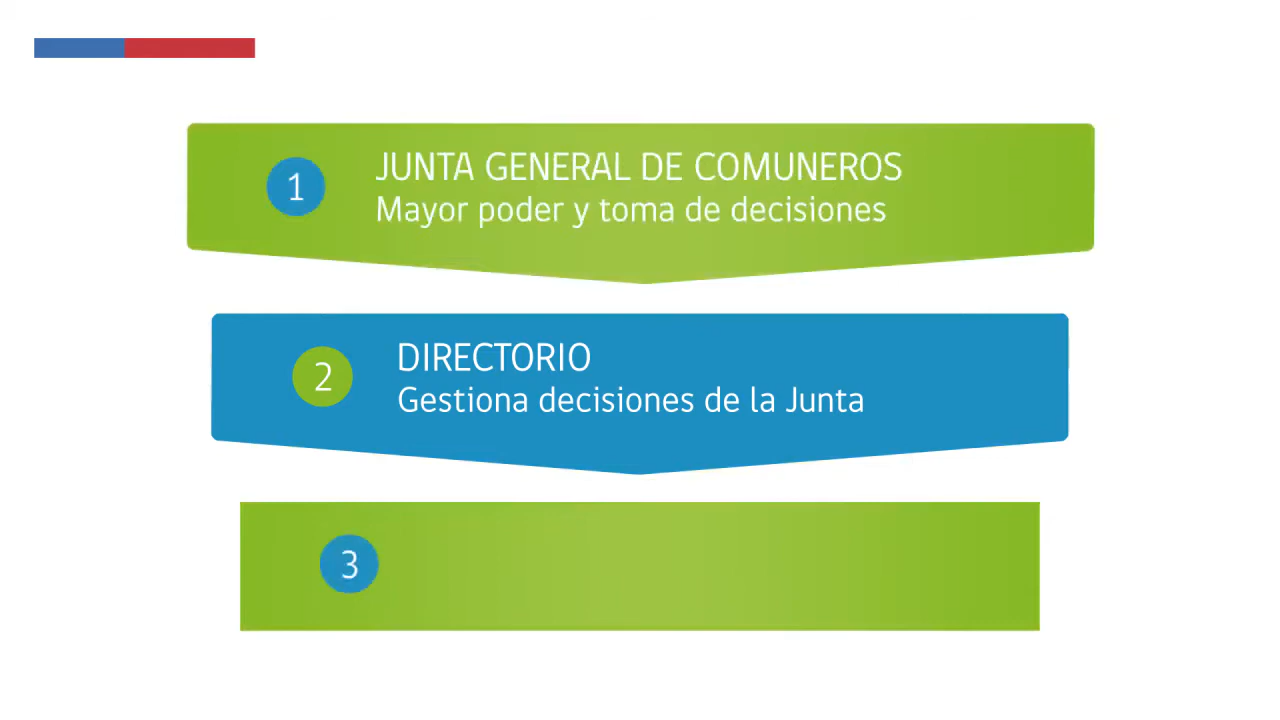 1
JUNTA GENERAL DE COMUNEROS
Mayor poder y toma de decisiones
2
DIRECTORIO
Gestiona decisiones de la Junta
3